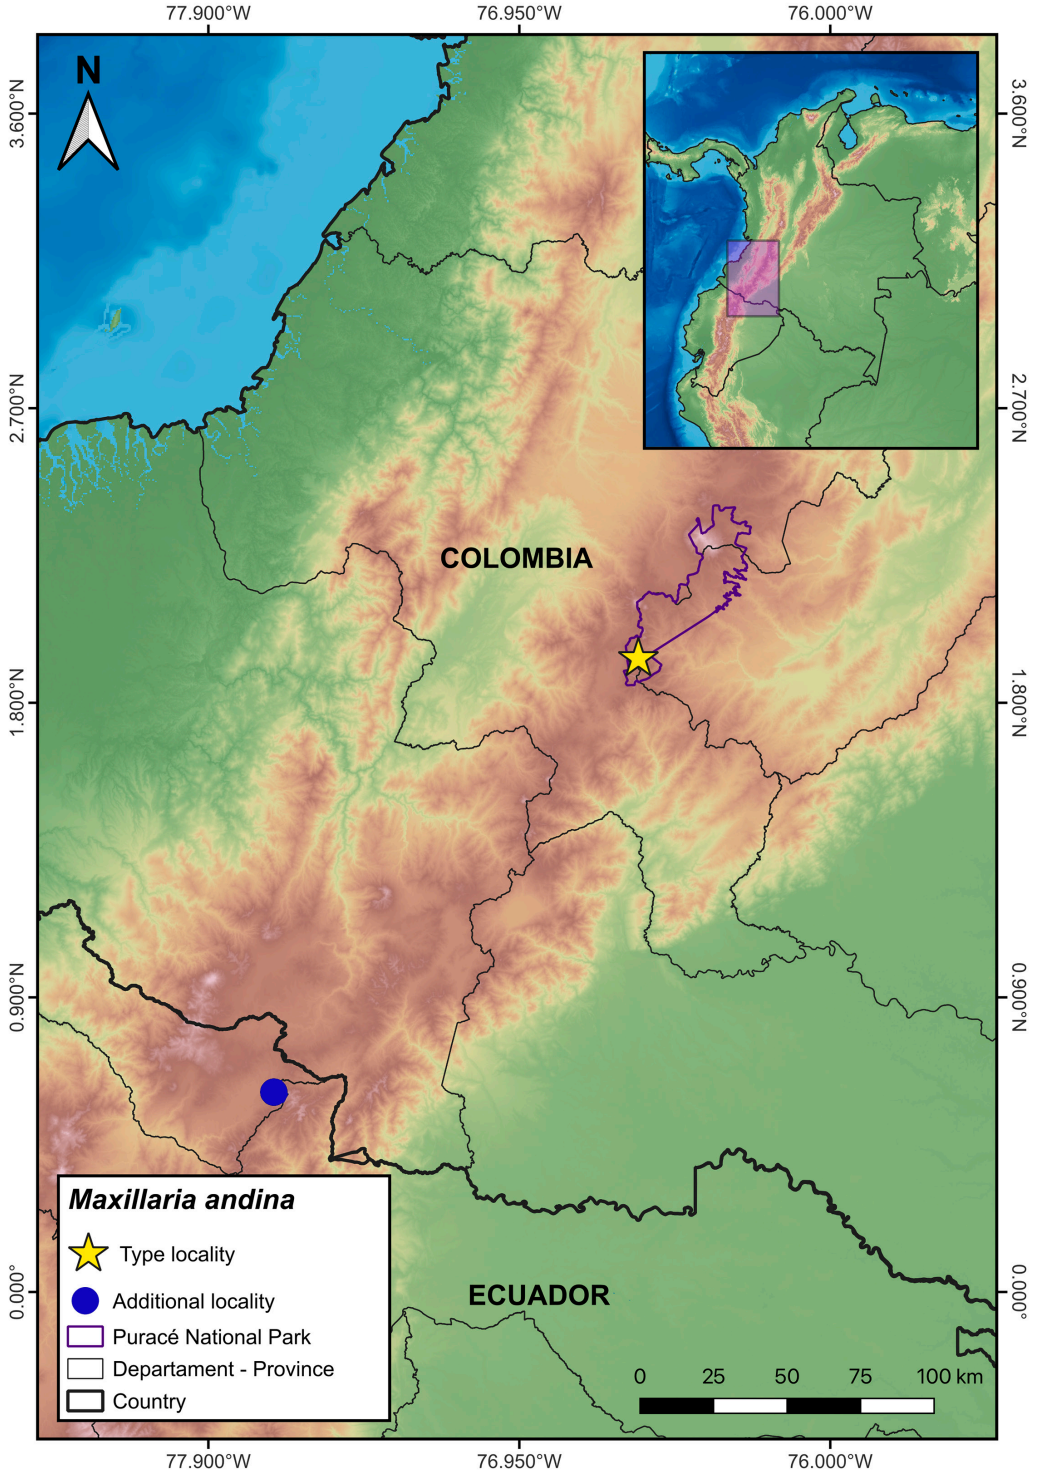 77.900°W 76.950°W 76.000°W
N
3.600°N
3.600°N
2.700°N
2.700°N
COLOMBIA
1.800°N
1.800°N
0.900°N
0.900°N
Maxillaria andina
Type locality
Additional locality
Puracé National Park
Departament - Province
Country
0.000°
0.000°
ECUADOR
0 25 50 75 100 km
77.900°W 76.950°W 76.000°W